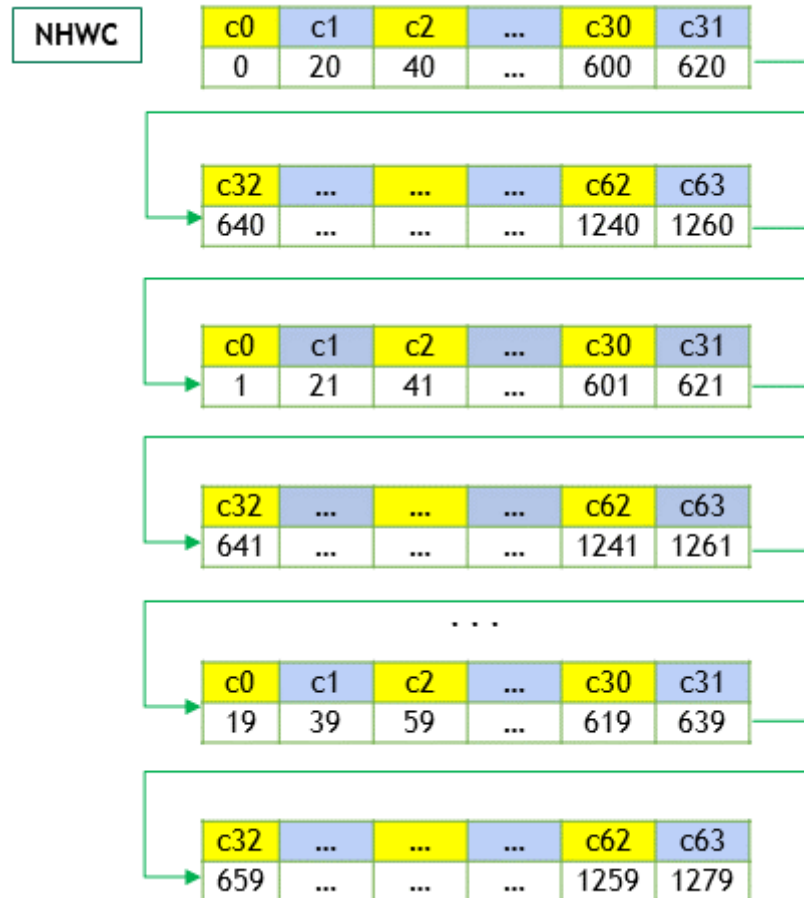 NHWC
c0 c1 c2 ... c30 c31
0 20 40 ... 600 620
c32 ... ... ... c62 c63
640 ... ... ... 1240 1260
c0 c1 c2 ... c30 c31
1 21 41 ... 601 621
c32 ... ... ... c62 c63
641 ... ... ... 1241 1261
. . .
c0 c1 c2 ... c30 c31
19 39 59 ... 619 639
c32 ... ... ... c62 c63
659 ... ... ... 1259 1279